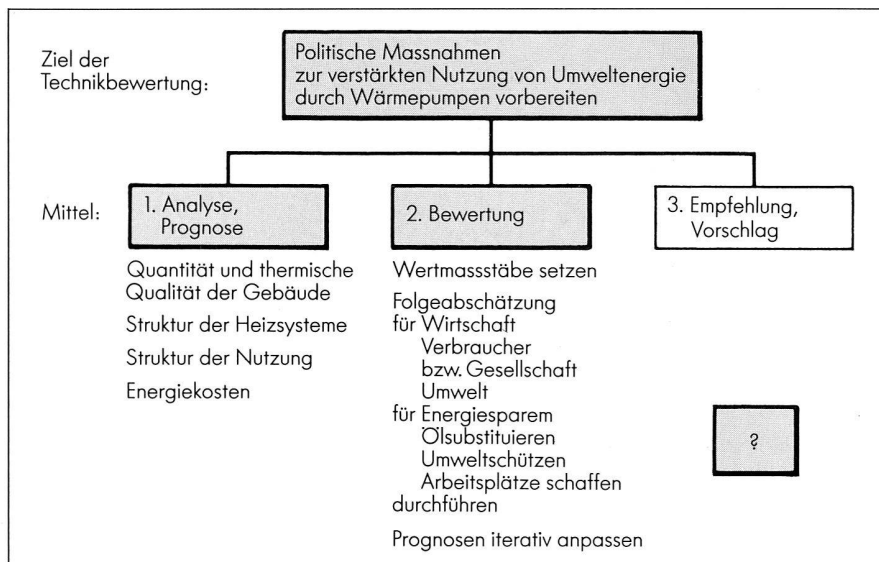 Ziel der
Technikbewertung:
Politische Massnahmen
zur verstärkten Nutzung von Umweltenergie
durch Wärmepumpen vorbereiten
Mittel:
1. Analyse,
Prognose
2. Bewertung
3. Empfehlung,
Vorschlag
Quantität und thermische
Qualität der Gebäude
Struktur der Heizsysteme
Struktur der Nutzung
Energiekosten
Wertmassstäbe setzen
Folgeabschätzung
für Wirtschaft
Verbraucher
bzw. Gesellschaft
Umwelt
für Energiesparem
Ölsubstituieren
Umweltschützen
Arbeitsplätze schaffen
durchführen
Prognosen iterativ anpassen
?